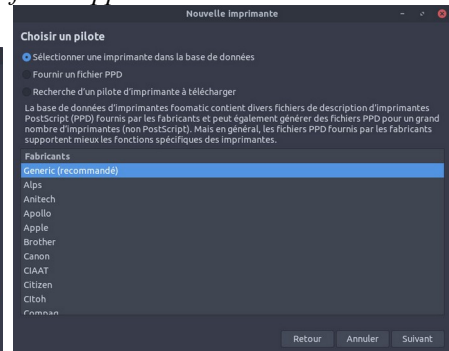 Nouvelle imprimante
Choisir un pilote
Sélectionner une imprimante dans la base de données
Fournir un fichier PPD
Recherche d'un pilote d'imprimante à télécharger
La base de données d'imprimantes foomatic contient divers fichiers de description d'imprimantes
PostScript (PPD) fournis par les fabricants et peut également générer des fichiers PPD pour un grand
nombre d'imprimantes (non PostScript). Mais en général, les fichiers PPD fournis par les fabricants
supportent mieux les fonctions spécifiques des imprimantes.
Fabricants
Generic (recommandé)
Alps
Anitech
Apollo
Apple
Brother
Canon
CIAAT
Citizen
CItoh
Compaq
Retour Annuler Suivant